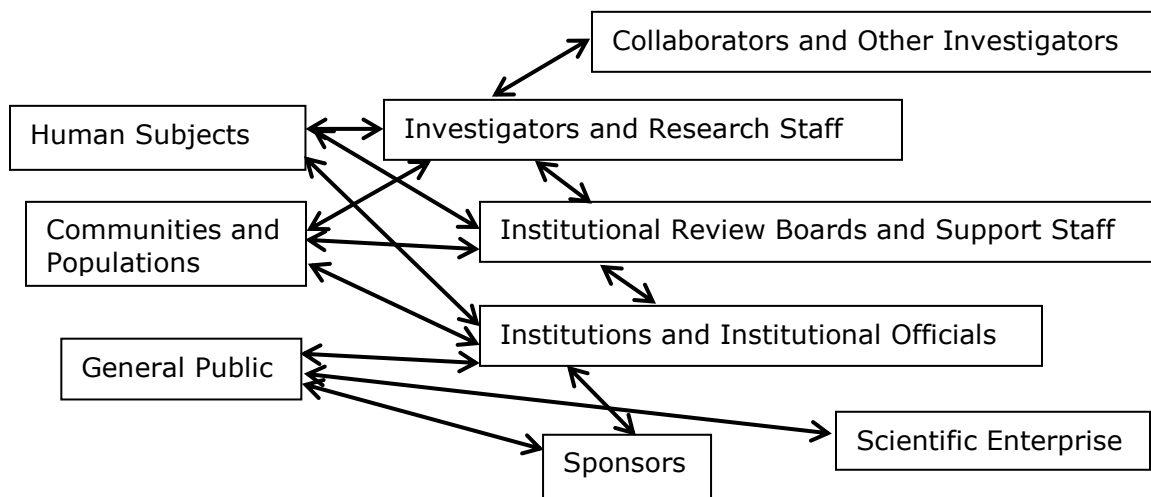 Collaborators and Other Investigators
Human Subjects
Investigators and Research Staff
Communities and
Populations
Institutional Review Boards and Support Staff
Institutions and Institutional Officials
General Public
Scientific Enterprise
Sponsors